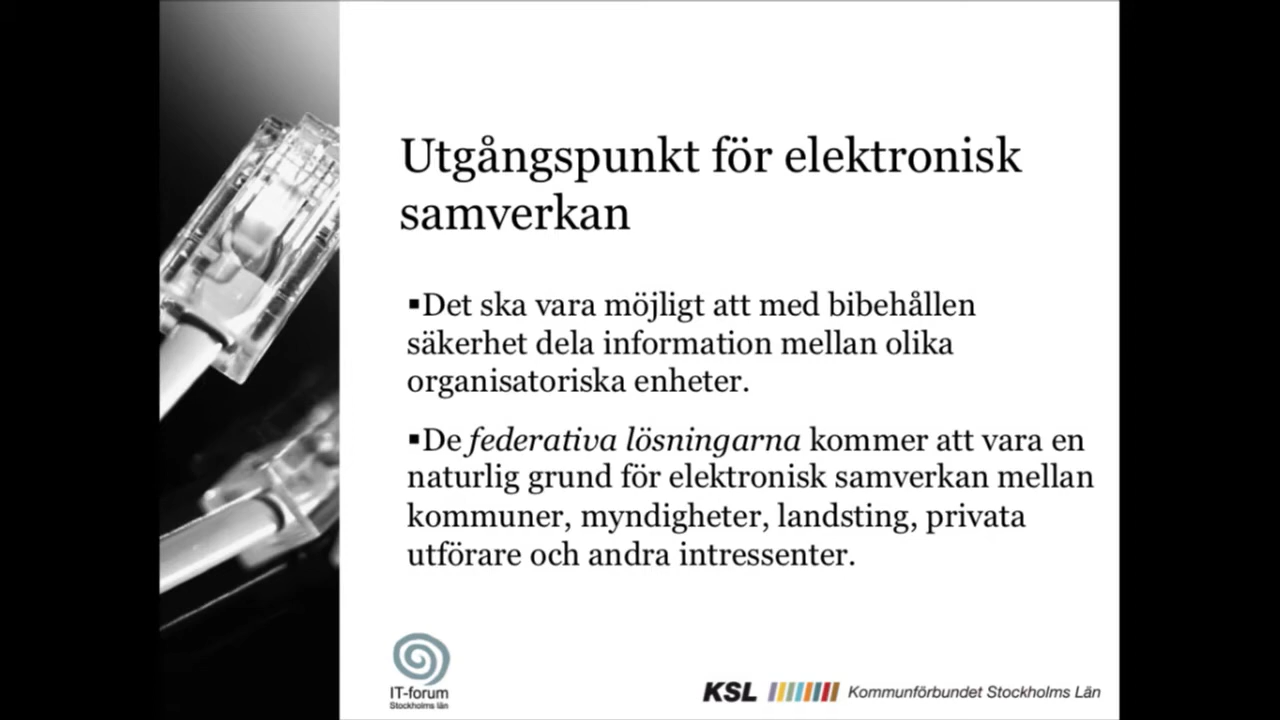 Utgångspunkt för elektronisk
samverkan
▪Det ska vara möjligt att med bibehållen
säkerhet dela information mellan olika
organisatoriska enheter.
▪De federativa lösningarna kommer att vara en
naturlig grund för elektronisk samverkan mellan
kommuner, myndigheter, landsting, privata
utförare och andra intressenter.
IT-forum
Stockholms län
KSL Kommunförbundet Stockholms Län